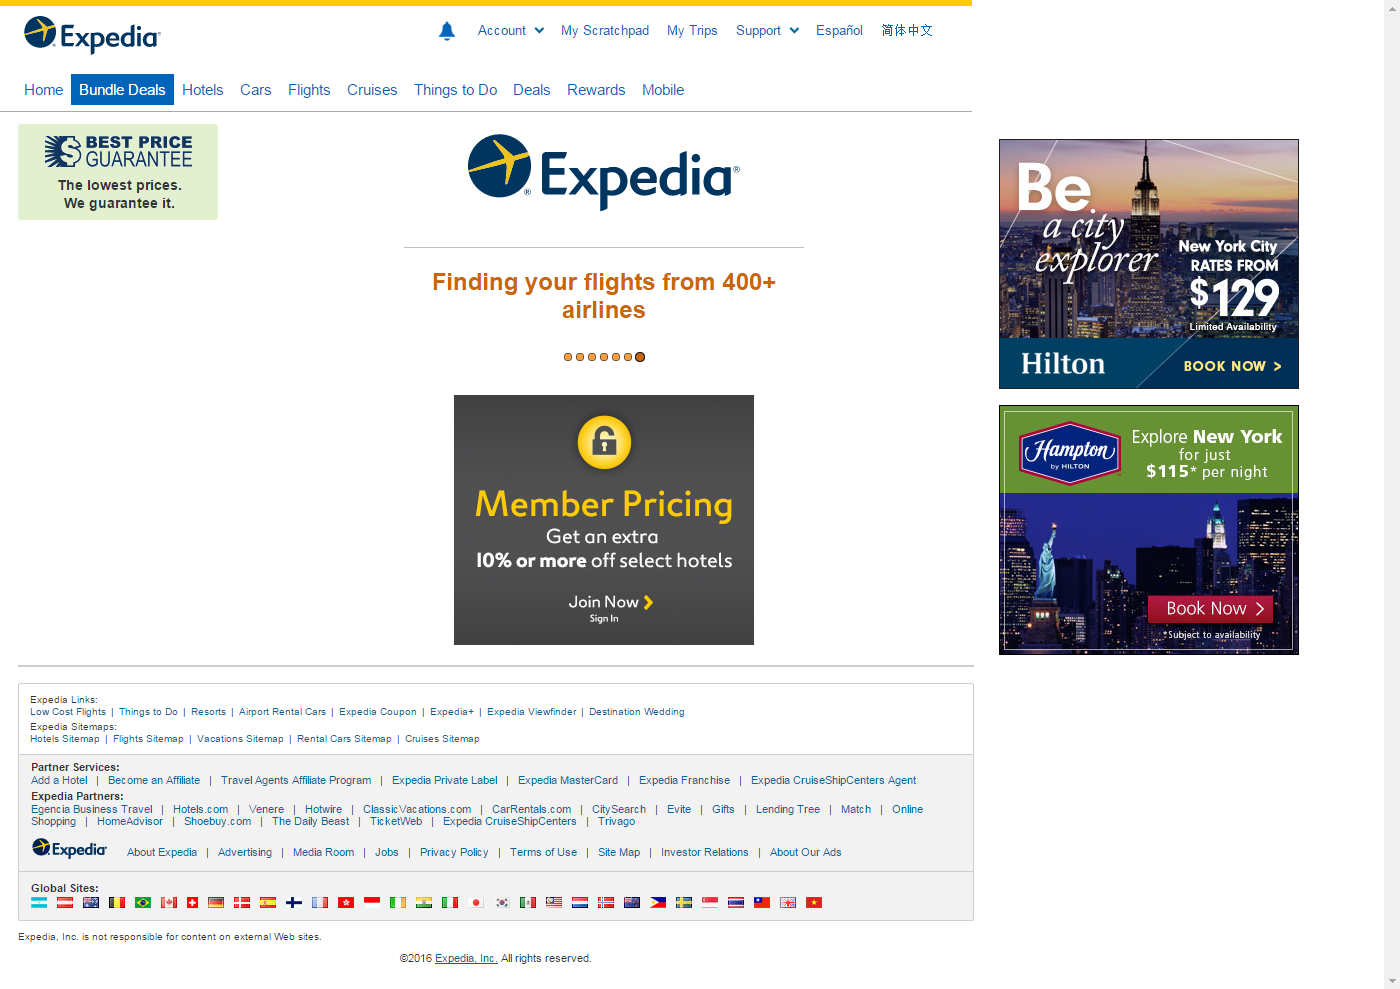 Expedia
Account My Scratchpad My Trips Support Español 简体中文
Home Bundle Deals Hotels Cars Flights Cruises Things to Do Deals Rewards Mobile
BEST PRICE
GUARANTEE
The lowest prices.
We guarantee it.
Expedia®
Finding your flights from 400+
airlines
Member Pricing
Get an extra
10% or more off select hotels
Join Now
Sign In
Be
a city
explorer
New York City
RATES FROM
$129
Limited Availability
Hilton
BOOK NOW >
Hampton
by HILTON
Explore New York
for just
$115* per night
Book Now
*Subject to availability
Expedia Links:
Low Cost Flights | Things to Do | Resorts | Airport Rental Cars | Expedia Coupon | Expedia+ | Expedia Viewfinder | Destination Wedding
Expedia Sitemaps:
Hotels Sitemap | Flights Sitemap | Vacations Sitemap | Rental Cars Sitemap | Cruises Sitemap
Partner Services:
Add a Hotel | Become an Affiliate | Travel Agents Affiliate Program | Expedia Private Label | Expedia MasterCard | Expedia Franchise | Expedia CruiseShipCenters Agent
Expedia Partners:
Egencia Business Travel | Hotels.com | Venere | Hotwire | ClassicVacations.com | CarRentals.com | CitySearch | Evite | Gifts | Lending Tree | Match | Online
Shopping | HomeAdvisor | Shoebuy.com | The Daily Beast | TicketWeb | Expedia CruiseShipCenters | Trivago
Expedia About Expedia | Advertising | Media Room | Jobs | Privacy Policy | Terms of Use | Site Map | Investor Relations | About Our Ads
Global Sites:
Expedia, Inc. is not responsible for content on external Web sites.
©2016 Expedia, Inc. All rights reserved.